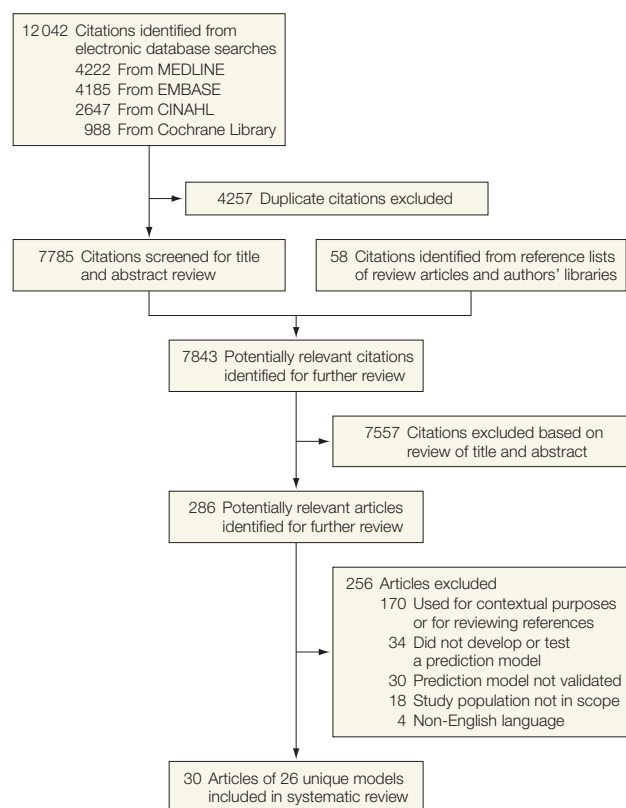 12 042 Citations identified from
electronic database searches
4222 From MEDLINE
4185 From EMBASE
2647 From CINAHL
988 From Cochrane Library
4257 Duplicate citations excluded
7785 Citations screened for title
and abstract review
58 Citations identified from reference lists
of review articles and authors' libraries
7843 Potentially relevant citations
identified for further review
7557 Citations excluded based on
review of title and abstract
286 Potentially relevant articles
identified for further review
256 Articles excluded
170 Used for contextual purposes
or for reviewing references
34 Did not develop or test
a prediction model
30 Prediction model not validated
18 Study population not in scope
4 Non-English language
30 Articles of 26 unique models
included in systematic review